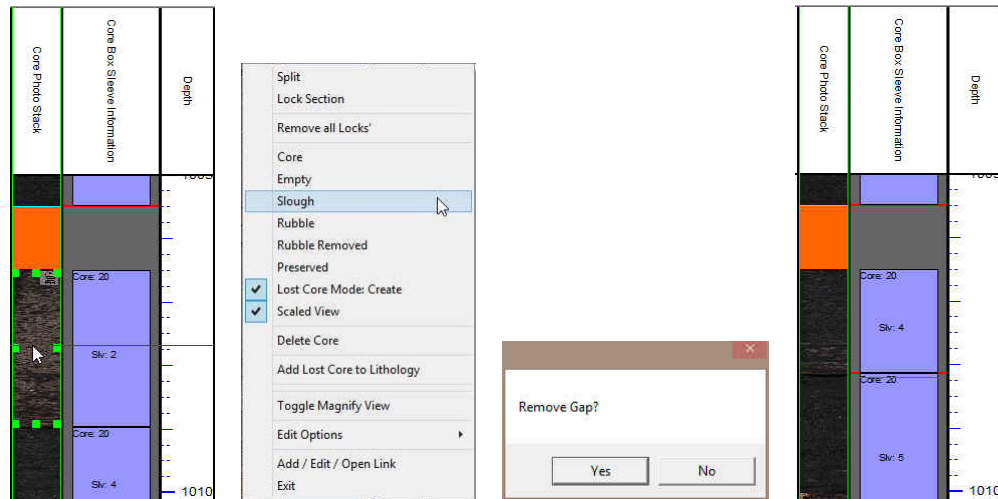 Core Photo Stack
Core Box Sleeve Information
Depth
1005
Core: 20
Slv: 2
Core: 20
Slv: 4
1010
Split
Lock Section
Remove all Locks'
Core
Empty
Slough
Rubble
Rubble Removed
Preserved
Lost Core Mode: Create
Scaled View
Delete Core
Add Lost Core to Lithology
Toggle Magnify View
Edit Options
Add / Edit / Open Link
Exit
Remove Gap?
Yes
No
Core Photo Stack
Core Box Sleeve Information
Depth
1005
Core: 20
Slv: 4
Core: 20
Slv: 5
1010